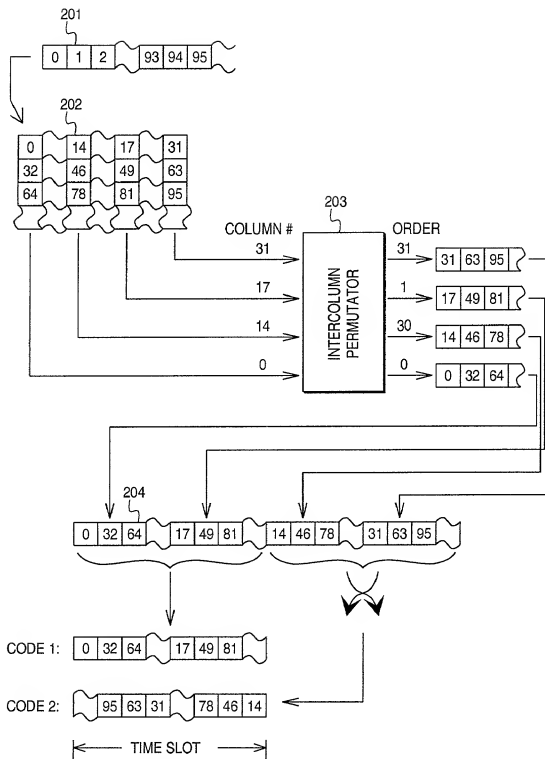 201
0 1 2 93 94 95
202
0 14 17 31
32 46 49 63
64 78 81 95
COLUMN # 203 ORDER
31 31 31 63 95
17 1 17 49 81
14 30 14 46 78
0 0 0 32 64
INTERCOLUMN
PERMUTATOR
204
0 32 64 17 49 81 14 46 78 31 63 95
CODE 1: 0 32 64 17 49 81
CODE 2: 95 63 31 78 46 14
TIME SLOT